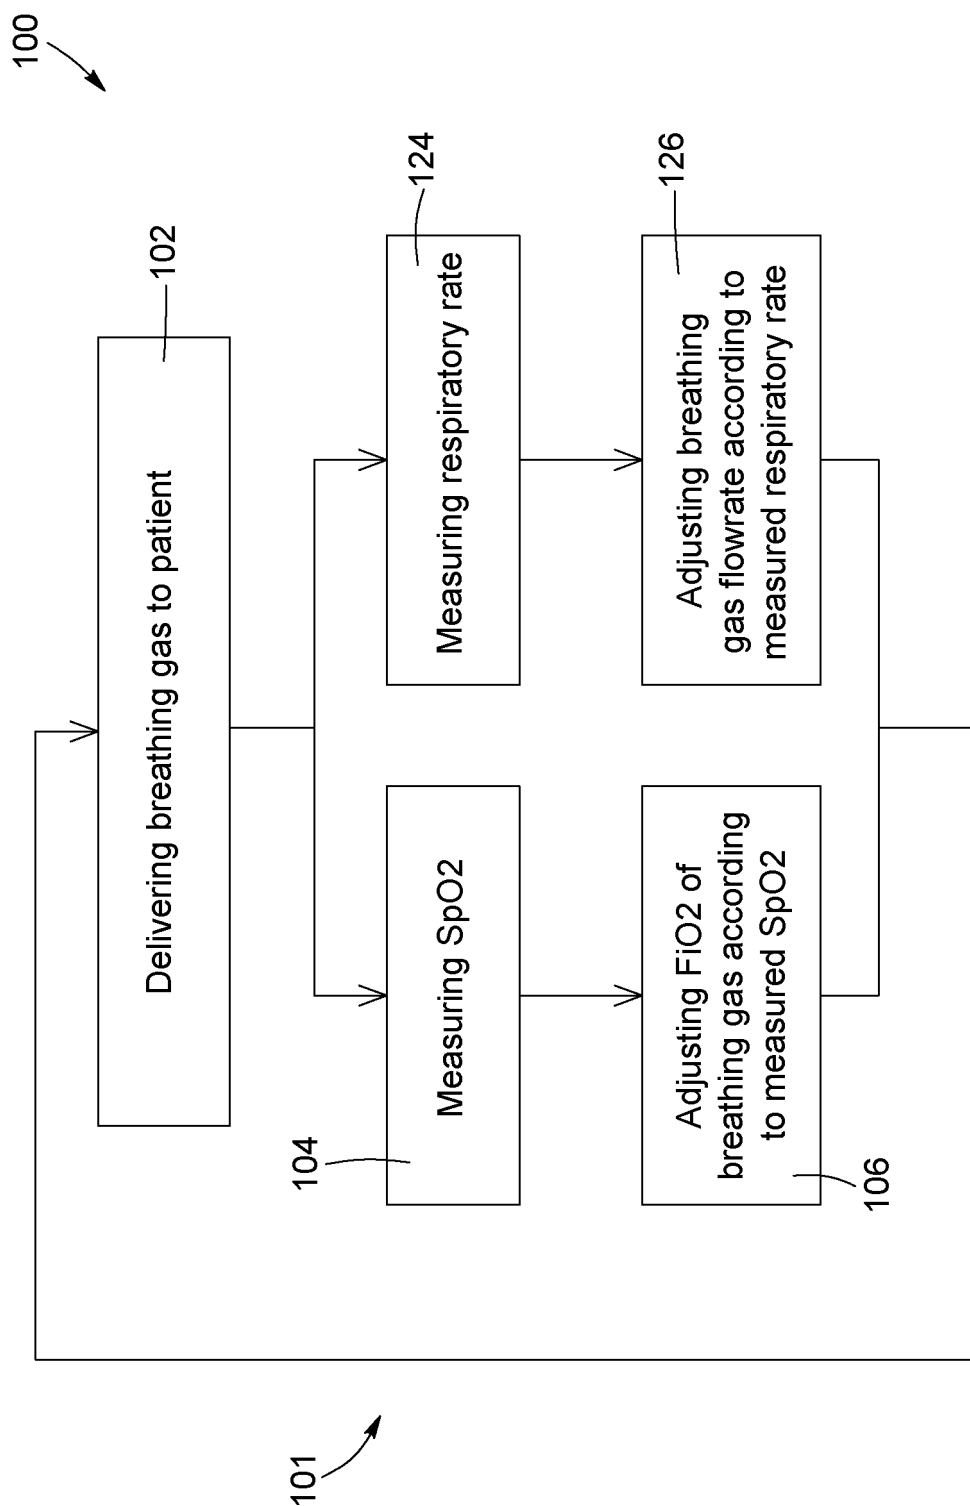 100
101
102
Delivering breathing gas to patient
104
Measuring SpO2
124
Measuring respiratory rate
106
Adjusting FiO2 of
breathing gas according
to measured SpO2
126
Adjusting breathing
gas flowrate according to
measured respiratory rate